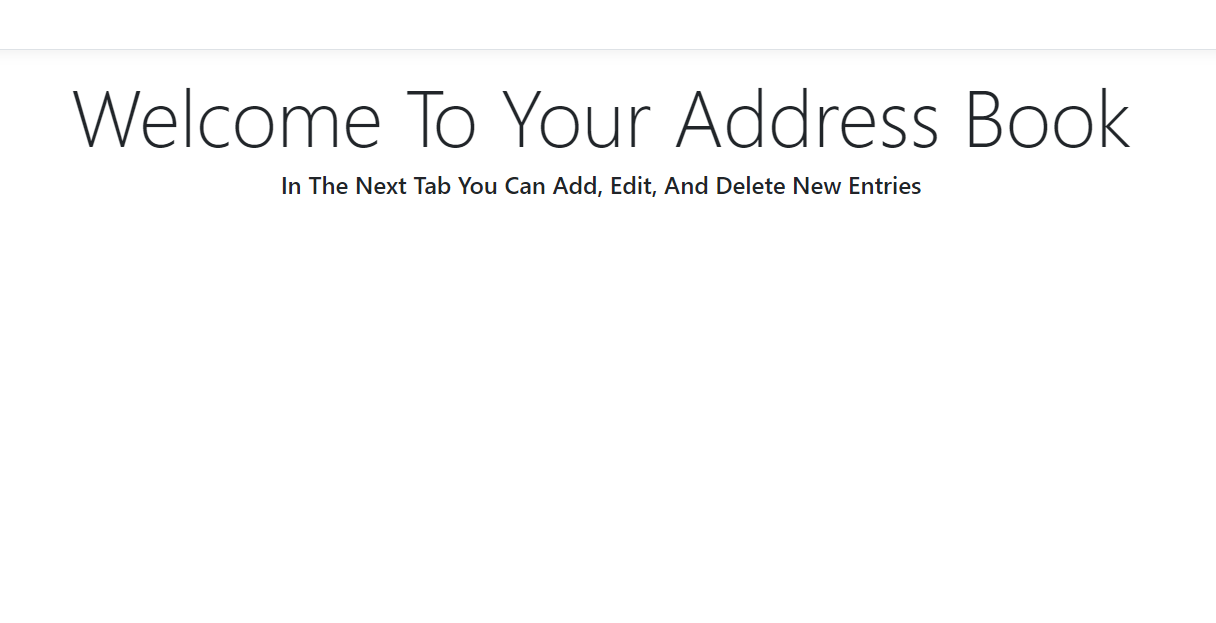 Welcome To Your Address Book
In The Next Tab You Can Add, Edit, And Delete New Entries